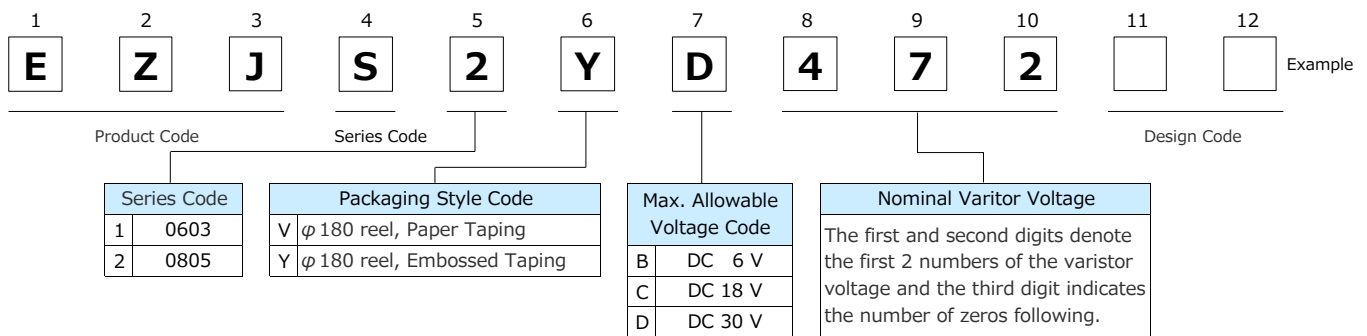 1 2 3 4 5 6 7 8 9 10 11 12
E Z J S 2 Y D 4 7 2 Example
Product Code Series Code Design Code
Series Code
1 0603
2 0805
Packaging Style Code
V φ 180 reel, Paper Taping
Y φ 180 reel, Embossed Taping
Max. Allowable
Voltage Code
B DC 6 V
C DC 18 V
D DC 30 V
Nominal Varitor Voltage
The first and second digits denote
the first 2 numbers of the varistor
voltage and the third digit indicates
the number of zeros following.